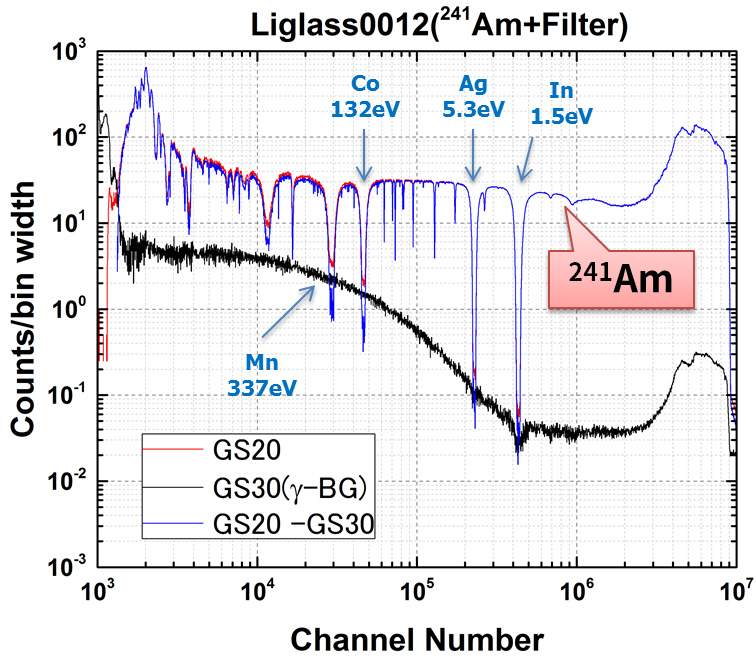 Liglass0012(²⁴¹Am+Filter)
Counts/bin width
10³
10²
10¹
10⁰
10⁻¹
10⁻²
10⁻³
Co
132eV
Ag
5.3eV
In
1.5eV
²⁴¹Am
Mn
337eV
GS20
GS30(γ-BG)
GS20 -GS30
10³
10⁴
10⁵
10⁶
10⁷
Channel Number